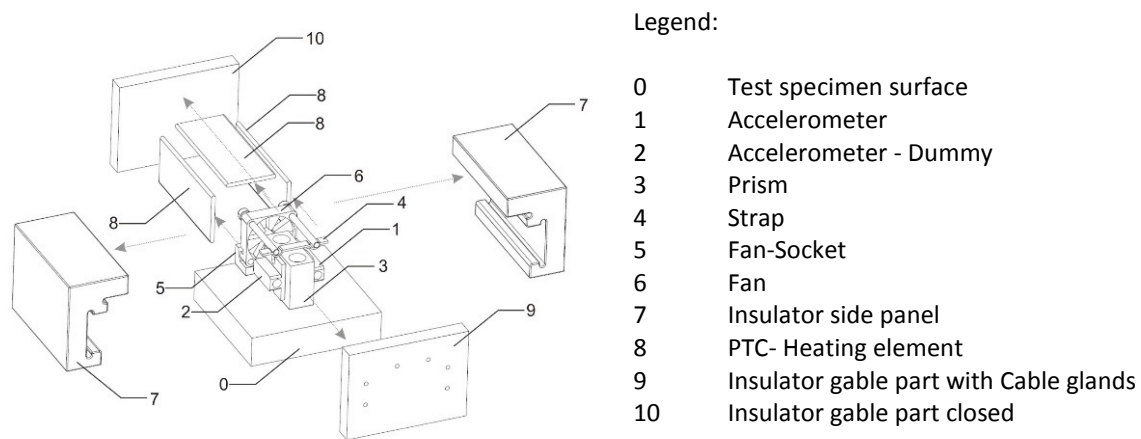 Legend:
0 Test specimen surface
1 Accelerometer
2 Accelerometer - Dummy
3 Prism
4 Strap
5 Fan-Socket
6 Fan
7 Insulator side panel
8 PTC- Heating element
9 Insulator gable part with Cable glands
10 Insulator gable part closed
10
8
8
7
6
4
8
1
3
5
2
9
0
7